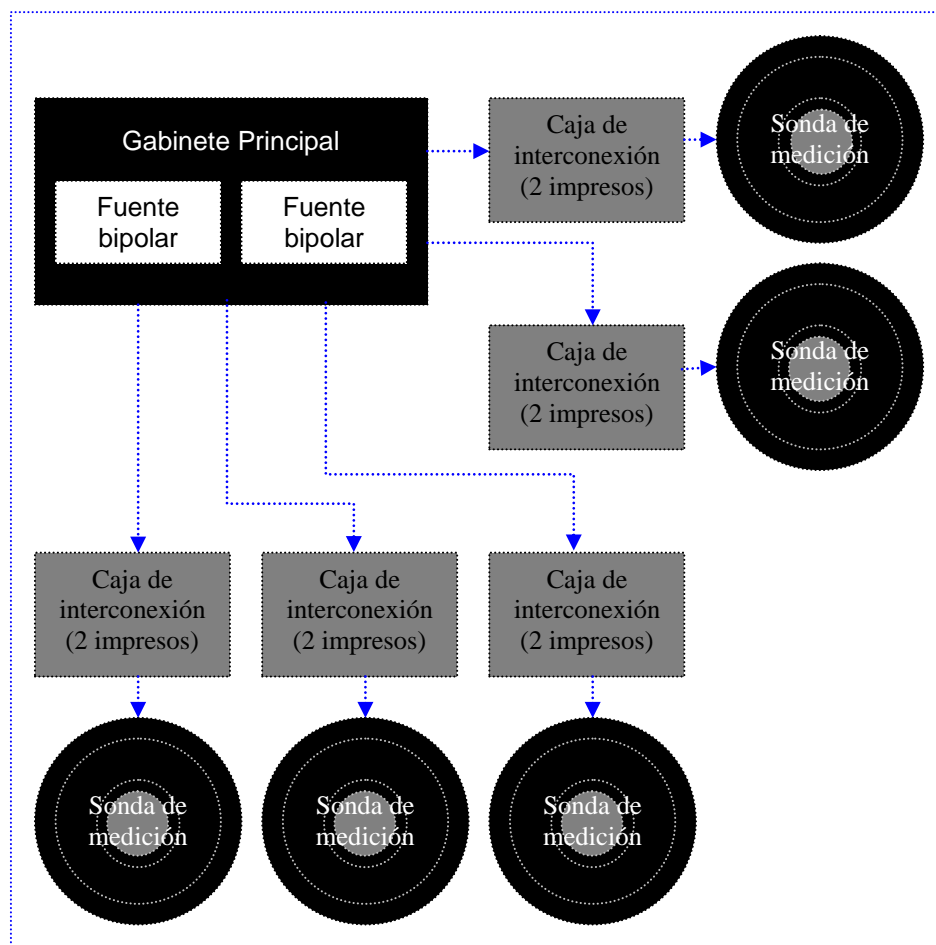 Gabinete Principal
Fuente
bipolar
Fuente
bipolar
Caja de
interconexión
(2 impresos)
Sonda de
medición
Caja de
interconexión
(2 impresos)
Sonda de
medición
Caja de
interconexión
(2 impresos)
Caja de
interconexión
(2 impresos)
Caja de
interconexión
(2 impresos)
Sonda de
medición
Sonda de
medición
Sonda de
medición